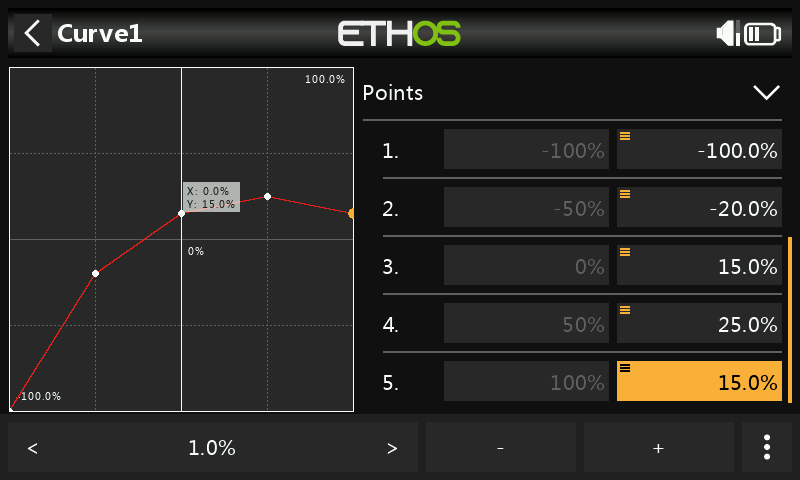 Curve1
ETHOS
100.0%
X: 0.0%
Y: 15.0%
0%
-100.0%
Points
1. -100% -100.0%
2. -50% -20.0%
3. 0% 15.0%
4. 50% 25.0%
5. 100% 15.0%
< 1.0% > - +